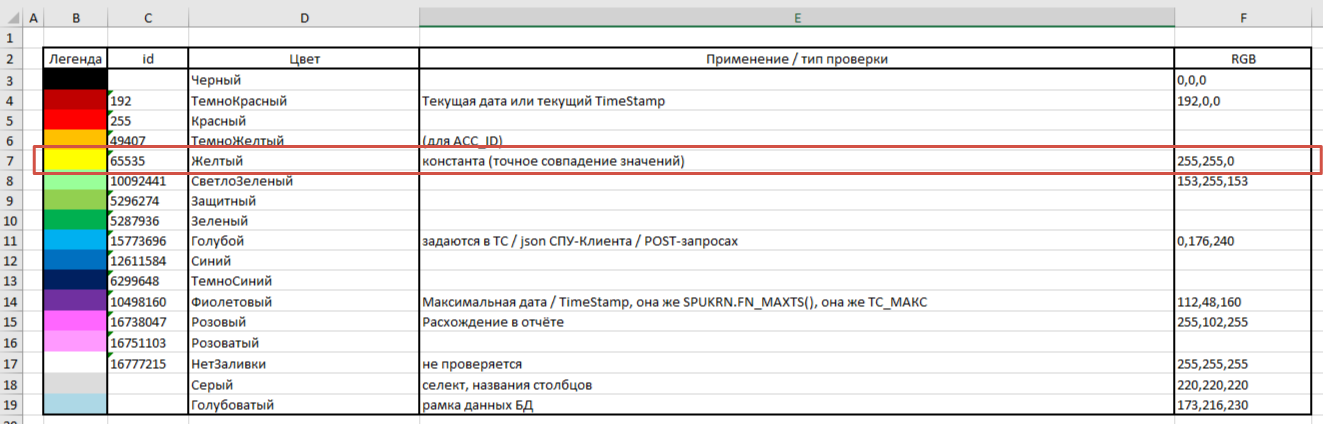 A B C D E F
1
2 Легенда id Цвет Применение / тип проверки RGB
3 Черный 0,0,0
4 192 ТемноКрасный Текущая дата или текущий TimeStamp 192,0,0
5 255 Красный
6 49407 ТемноЖелтый (для ACC_ID)
7 65535 Желтый константа (точное совпадение значений) 255,255,0
8 10092441 СветлоЗеленый 153,255,153
9 5296274 Защитный
10 5287936 Зеленый
11 15773696 Голубой задаются в ТС / json СПУ-Клиента / POST-запросах 0,176,240
12 12611584 Синий
13 6299648 ТемноСиний
14 10498160 Фиолетовый Максимальная дата / TimeStamp, она же SPUKRN.FN_MAXTS(), она же TC_МАКС 112,48,160
15 16738047 Розовый Расхождение в отчёте 255,102,255
16 16751103 Розоватый
17 16777215 НетЗаливки не проверяется 255,255,255
18 Серый селект, названия столбцов 220,220,220
19 Голубоватый рамка данных БД 173,216,230